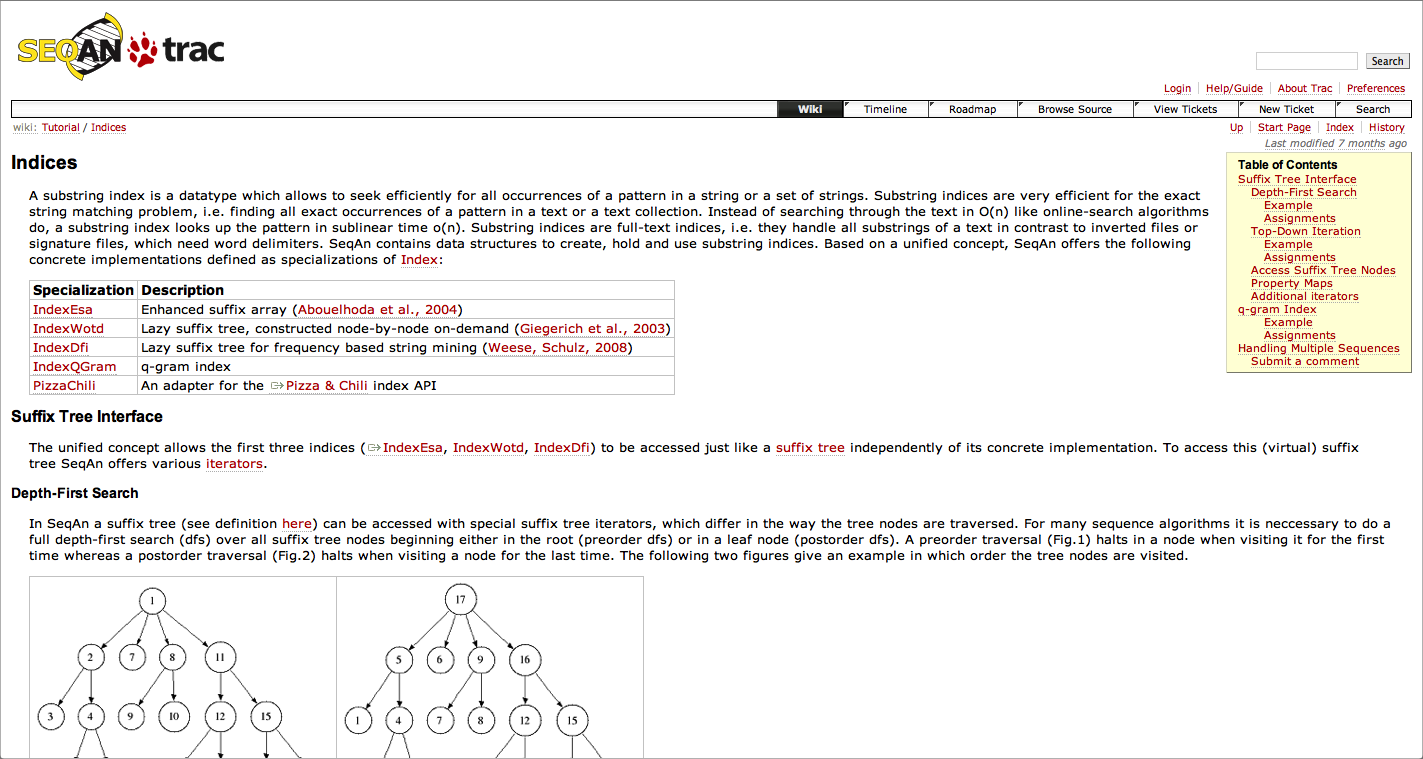 SEQAN trac
Search
Login Help/Guide About Trac Preferences
Wiki Timeline Roadmap Browse Source View Tickets New Ticket Search
wiki: Tutorial / Indices
Up Start Page Index History
Last modified 7 months ago
Indices
A substring index is a datatype which allows to seek efficiently for all occurrences of a pattern in a string or a set of strings. Substring indices are very efficient for the exact
string matching problem, i.e. finding all exact occurrences of a pattern in a text or a text collection. Instead of searching through the text in O(n) like online-search algorithms
do, a substring index looks up the pattern in sublinear time o(n). Substring indices are full-text indices, i.e. they handle all substrings of a text in contrast to inverted files or
signature files, which need word delimiters. SeqAn contains data structures to create, hold and use substring indices. Based on a unified concept, SeqAn offers the following
concrete implementations defined as specializations of Index:
Table of Contents
Suffix Tree Interface
Depth-First Search
Example
Assignments
Top-Down Iteration
Example
Assignments
Access Suffix Tree Nodes
Property Maps
Additional iterators
q-gram Index
Example
Assignments
Handling Multiple Sequences
Submit a comment
Specialization Description
IndexEsa Enhanced suffix array (Abouelhoda et al., 2004)
IndexWotd Lazy suffix tree, constructed node-by-node on-demand (Giegerich et al., 2003)
IndexDfi Lazy suffix tree for frequency based string mining (Weese, Schulz, 2008)
IndexQGram q-gram index
PizzaChili An adapter for the Pizza & Chili index API
Suffix Tree Interface
The unified concept allows the first three indices (IndexEsa, IndexWotd, IndexDfi) to be accessed just like a suffix tree independently of its concrete implementation. To access this (virtual) suffix
tree SeqAn offers various iterators.
Depth-First Search
In SeqAn a suffix tree (see definition here) can be accessed with special suffix tree iterators, which differ in the way the tree nodes are traversed. For many sequence algorithms it is neccessary to do a
full depth-first search (dfs) over all suffix tree nodes beginning either in the root (preorder dfs) or in a leaf node (postorder dfs). A preorder traversal (Fig.1) halts in a node when visiting it for the first
time whereas a postorder traversal (Fig.2) halts when visiting a node for the last time. The following two figures give an example in which order the tree nodes are visited.
1
2 7 8 11
3 4 9 10 12 15
17
5 6 9 16
1 4 7 8 12 15